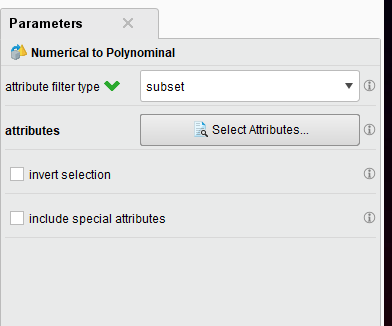 Parameters
Numerical to Polynominal
attribute filter type subset
attributes Select Attributes...
invert selection
include special attributes